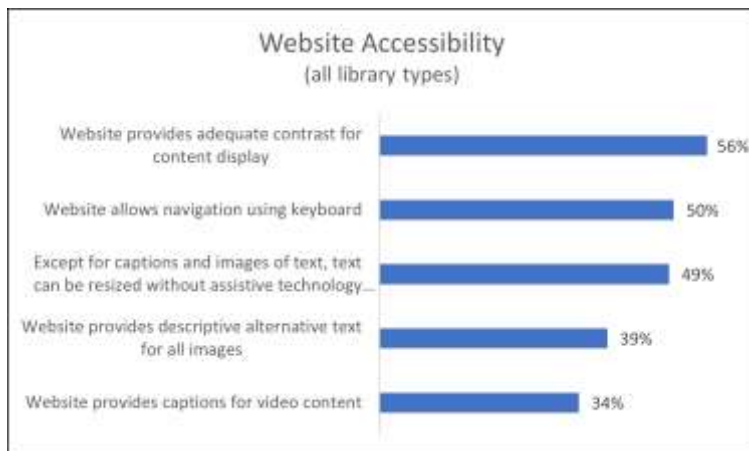 Website Accessibility
(all library types)
Website provides adequate contrast for
content display
56%
Website allows navigation using keyboard
50%
Except for captions and images of text, text
can be resized without assistive technology...
49%
Website provides descriptive alternative text
for all images
39%
Website provides captions for video content
34%